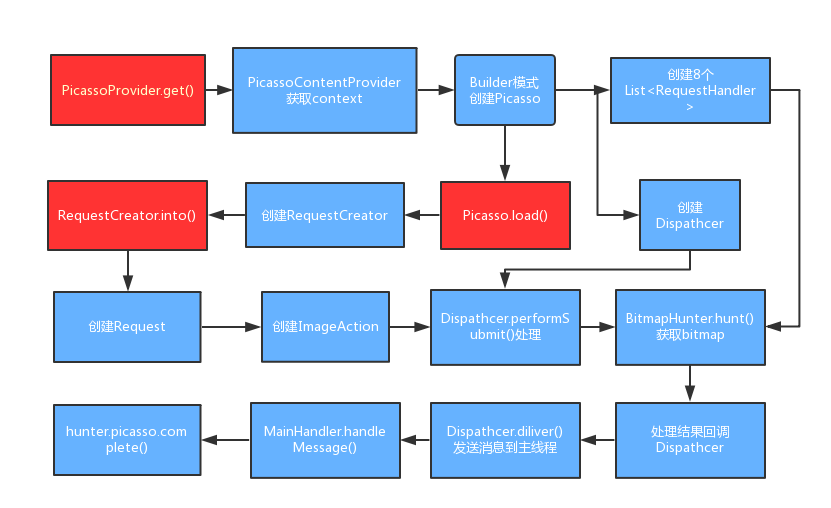 PicassoProvider.get()
PicassoContentProvider
获取context
Builder模式
创建Picasso
创建8个
List<RequestHandler
>
RequestCreator.into()
创建RequestCreator
Picasso.load()
创建
Dispathcer
创建Request
创建ImageAction
Dispathcer.performS
ubmit()处理
BitmapHunter.hunt()
获取bitmap
hunter.picasso.com
plete()
MainHandler.handle
Message()
Dispathcer.diliver()
发送消息到主线程
处理结果回调
Dispathcer